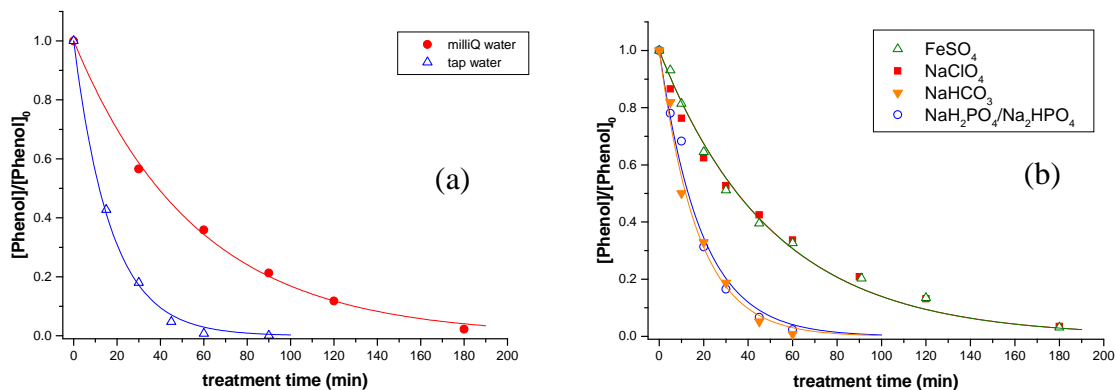 1.0
0.8
0.6
0.4
0.2
0.0
[Phenol]/[Phenol]₀
milliQ water
tap water
(a)
0 20 40 60 80 100 120 140 160 180 200
treatment time (min)
1.0
0.8
0.6
0.4
0.2
0.0
[Phenol]/[Phenol]₀
FeSO₄
NaClO₄
NaHCO₃
NaH₂PO₄/Na₂HPO₄
(b)
0 20 40 60 80 100 120 140 160 180 200
treatment time (min)